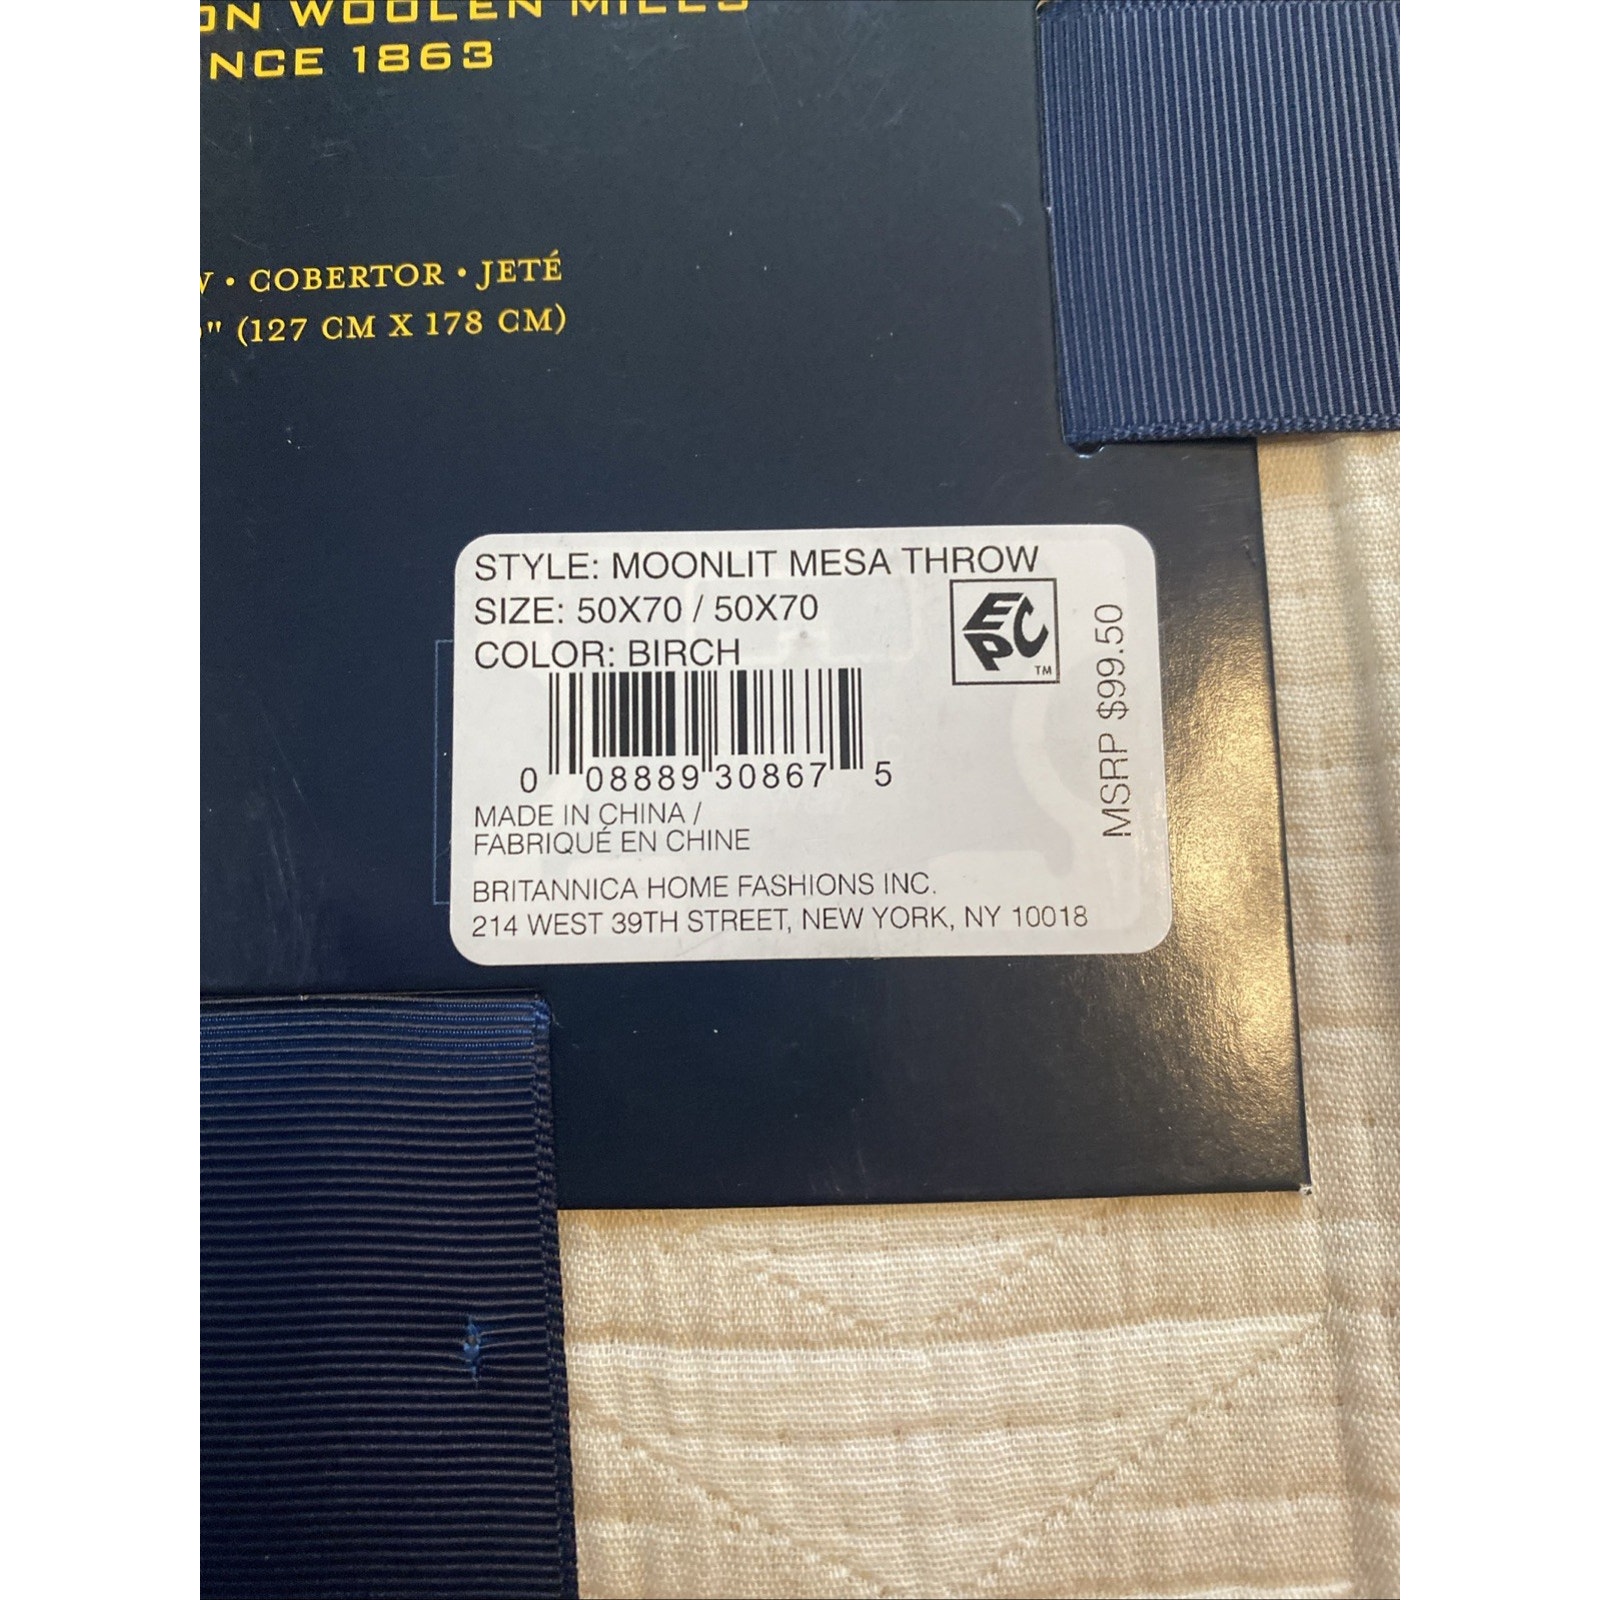 ON WOOLEN MILLS
NCE 1863
W • COBERTOR • JETÉ
0" (127 CM X 178 CM)
STYLE: MOONLIT MESA THROW
SIZE: 50X70 / 50X70
COLOR: BIRCH
EPC TM
MSRP $99.50
0 08889 30867 5
MADE IN CHINA /
FABRIQUÉ EN CHINE
BRITANNICA HOME FASHIONS INC.
214 WEST 39TH STREET, NEW YORK, NY 10018